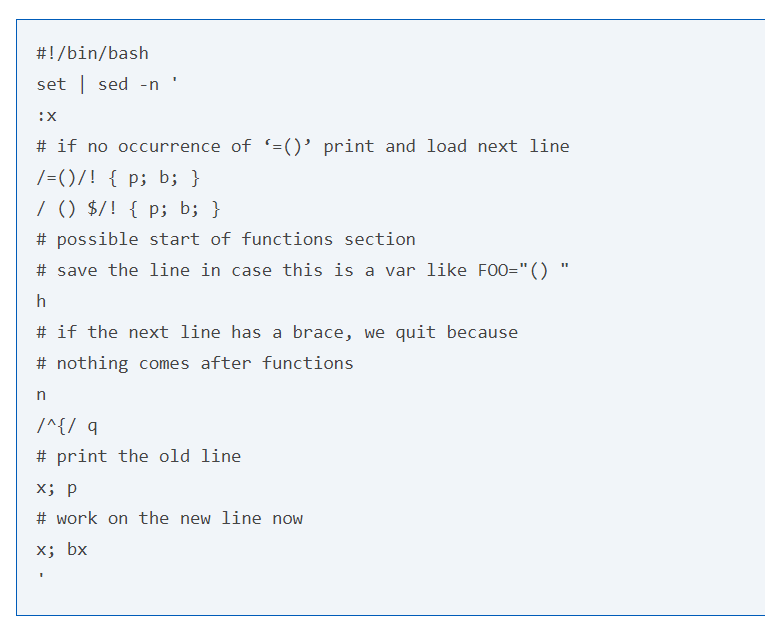 #!/bin/bash
set | sed -n '
:x
# if no occurrence of ‘=()’ print and load next line
/=()/! { p; b; }
/ () $/! { p; b; }
# possible start of functions section
# save the line in case this is a var like FOO="() "
h
# if the next line has a brace, we quit because
# nothing comes after functions
n
/^{/ q
# print the old line
x; p
# work on the new line now
x; bx
'